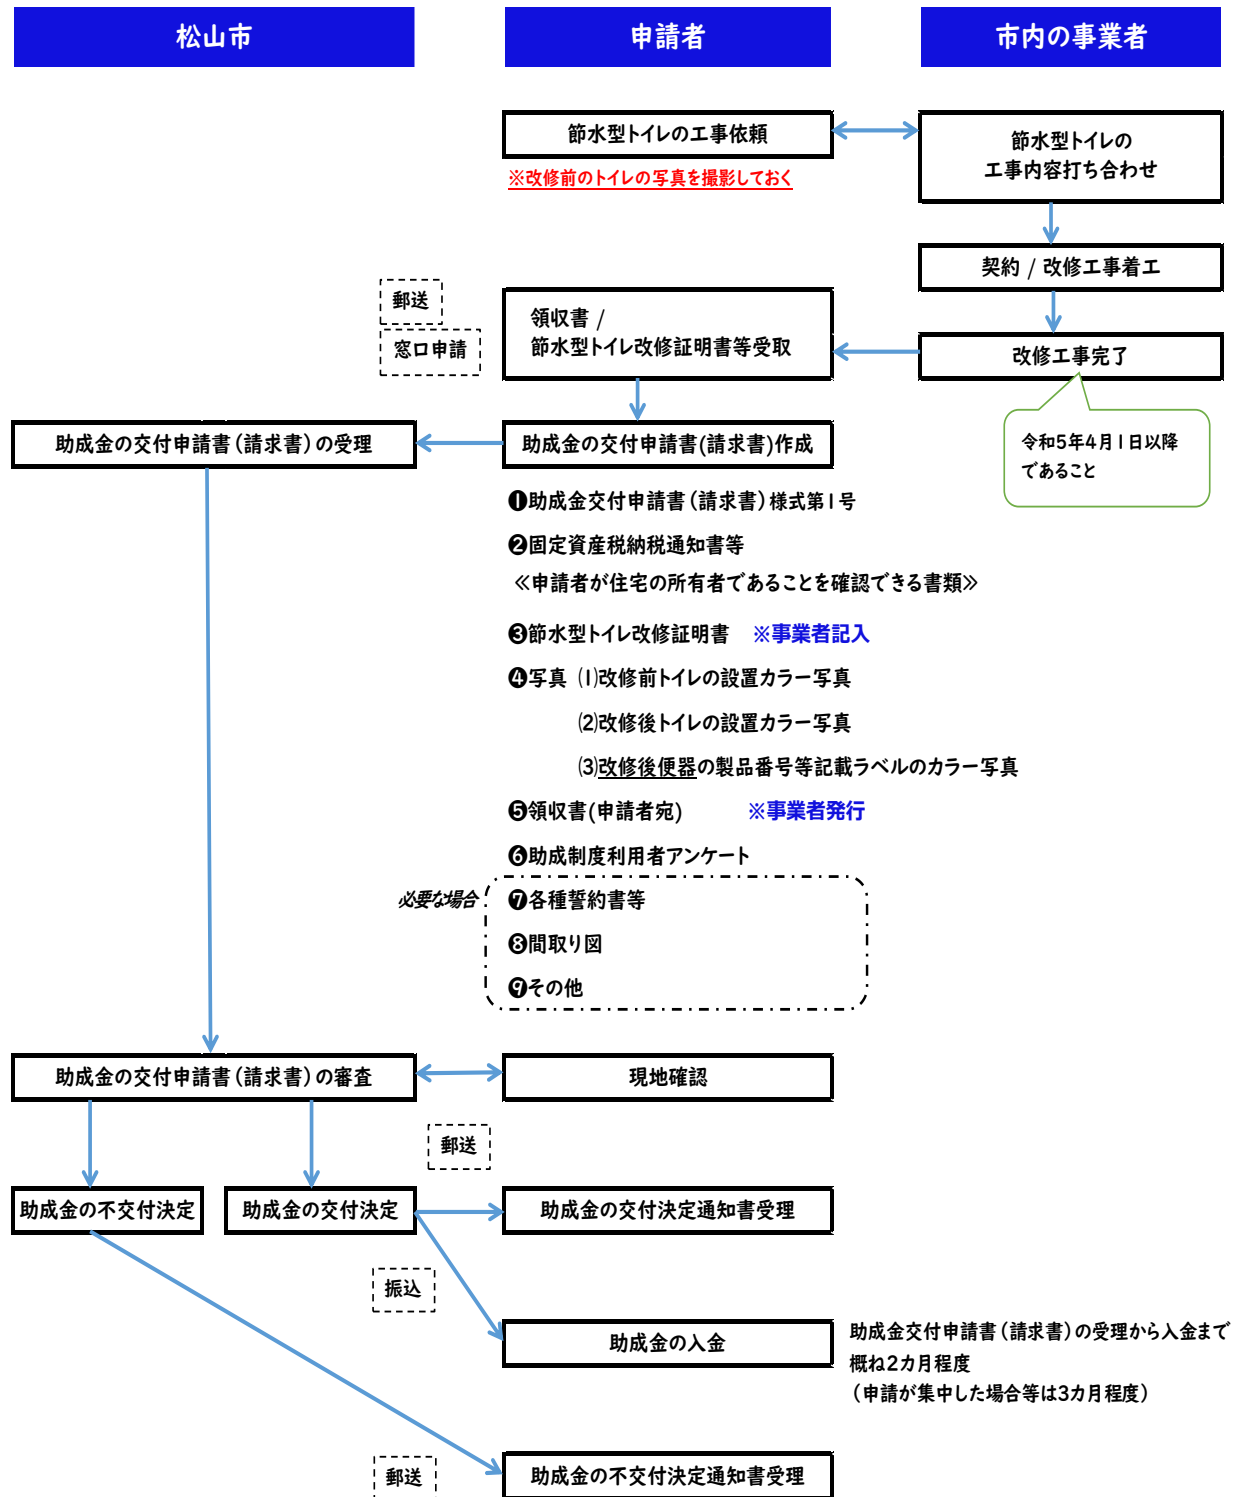 松山市
申請者
市内の事業者
節水型トイレの工事依頼
※改修前のトイレの写真を撮影しておく
節水型トイレの
工事内容打ち合わせ
契約 / 改修工事着工
郵送
窓口申請
領収書 /
節水型トイレ改修証明書等受取
改修工事完了
令和5年4月1日以降
であること
助成金の交付申請書（請求書）の受理
助成金の交付申請書(請求書)作成
❶助成金交付申請書（請求書）様式第1号
❷固定資産税納税通知書等
≪申請者が住宅の所有者であることを確認できる書類≫
❸節水型トイレ改修証明書 ※事業者記入
❹写真 ⑴改修前トイレの設置カラー写真
⑵改修後トイレの設置カラー写真
⑶改修後便器の製品番号等記載ラベルのカラー写真
❺領収書(申請者宛) ※事業者発行
❻助成制度利用者アンケート
必要な場合
❼各種誓約書等
❽間取り図
❾その他
助成金の交付申請書（請求書）の審査
現地確認
郵送
助成金の不交付決定
助成金の交付決定
助成金の交付決定通知書受理
振込
助成金の入金
助成金交付申請書（請求書）の受理から入金まで
概ね2カ月程度
（申請が集中した場合等は3カ月程度）
郵送
助成金の不交付決定通知書受理